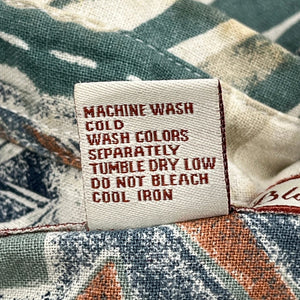 MACHINE WASH
COLD
WASH COLORS
SEPARATELY
TUMBLE DRY LOW
DO NOT BLEACH
COOL IRON